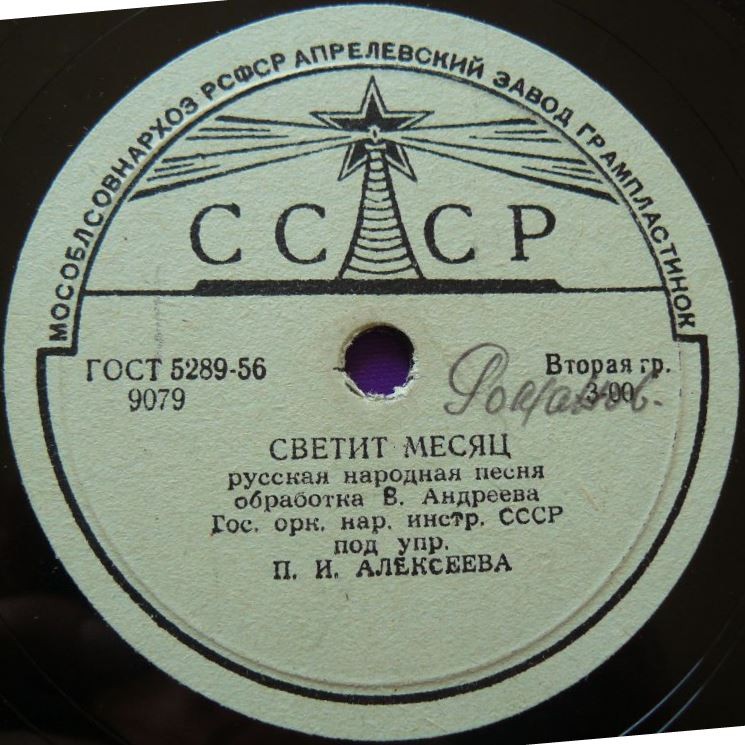 МОСОБЛСОВНАРХОЗ РСФСР АПРЕЛЕВСКИЙ ЗАВОД ГРАМПЛАСТИНОК
СССР
ГОСТ 5289-56
Вторая гр.
9079
3-00
СВЕТИТ МЕСЯЦ
русская народная песня
обработка В. Андреева
Гос. орк. нар. инстр. СССР
под упр.
П. И. АЛЕКСЕЕВА